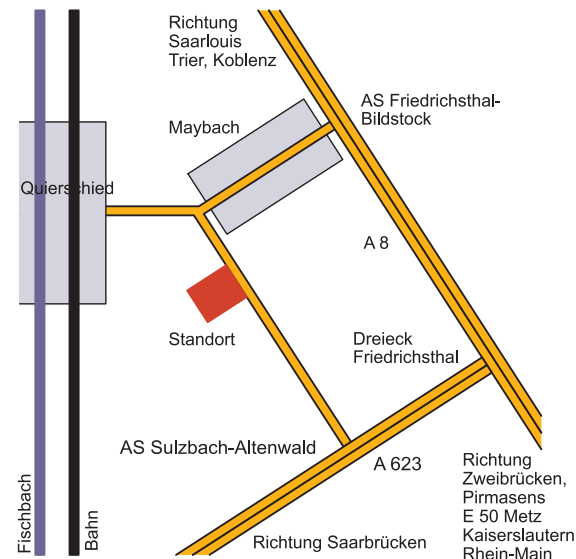 Richtung
Saarlouis
Trier, Koblenz
AS Friedrichsthal-
Bildstock
Maybach
Quierschied
A 8
Standort
Dreieck
Friedrichsthal
AS Sulzbach-Altenwald
A 623
Richtung
Zweibrücken,
Pirmasens
E 50 Metz
Kaiserslautern
Rhein-Main
Richtung Saarbrücken
Fischbach
Bahn